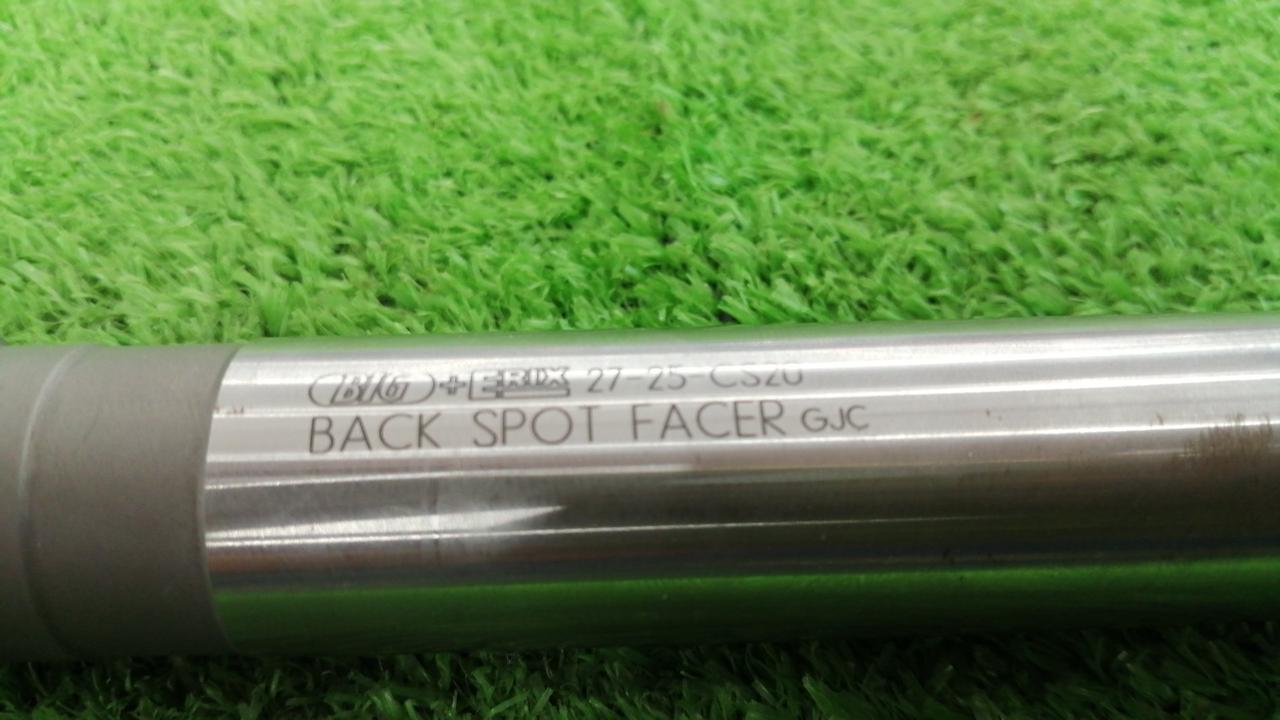 BIG + ERIX 27-25-CS20
BACK SPOT FACER GJC